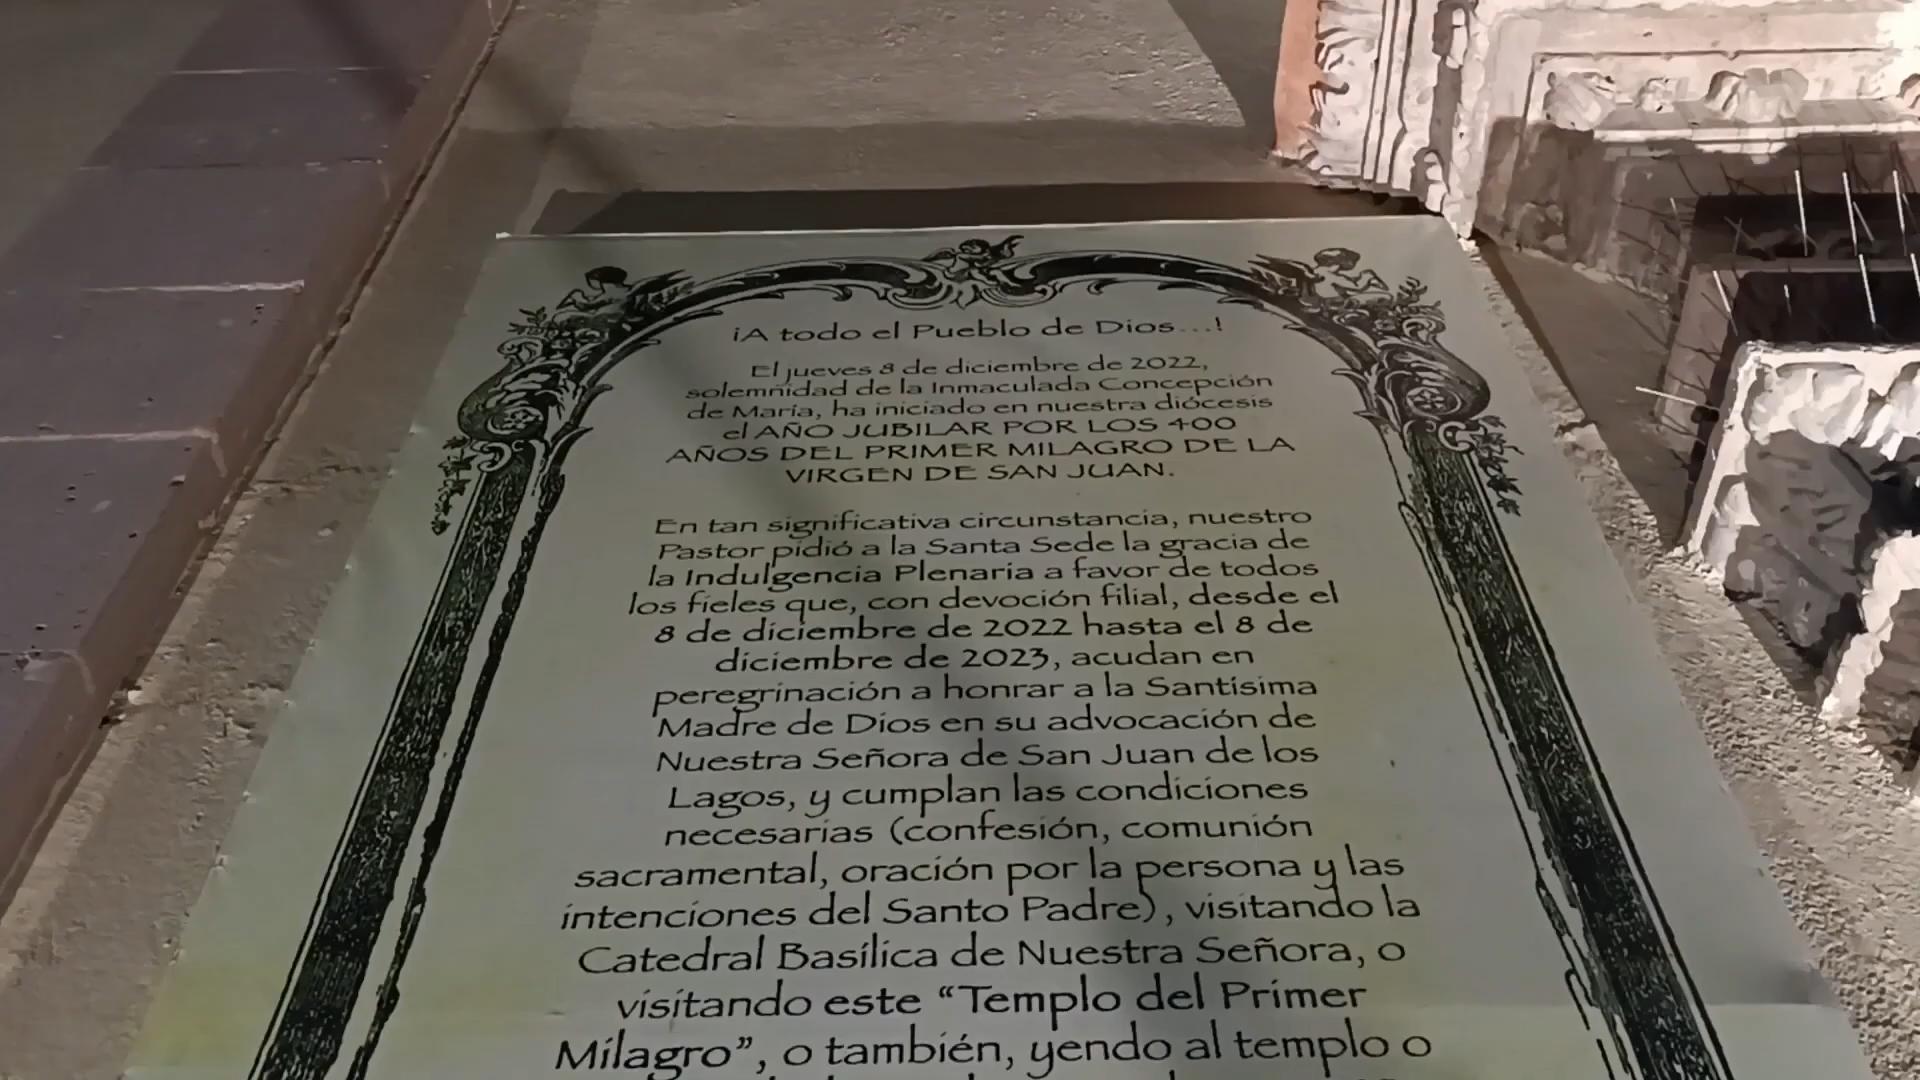 ¡A todo el Pueblo de Dios...!
El jueves 8 de diciembre de 2022,
solemnidad de la Inmaculada Concepción
de María, ha iniciado en nuestra diócesis
el AÑO JUBILAR POR LOS 400
AÑOS DEL PRIMER MILAGRO DE LA
VIRGEN DE SAN JUAN.
En tan significativa circunstancia, nuestro
Pastor pidió a la Santa Sede la gracia de
la Indulgencia Plenaria a favor de todos
los fieles que, con devoción filial, desde el
8 de diciembre de 2022 hasta el 8 de
diciembre de 2023, acudan en
peregrinación a honrar a la Santísima
Madre de Dios en su advocación de
Nuestra Señora de San Juan de los
Lagos, y cumplan las condiciones
necesarias (confesión, comunión
sacramental, oración por la persona y las
intenciones del Santo Padre), visitando la
Catedral Basílica de Nuestra Señora, o
visitando este “Templo del Primer
Milagro”, o también, yendo al templo o